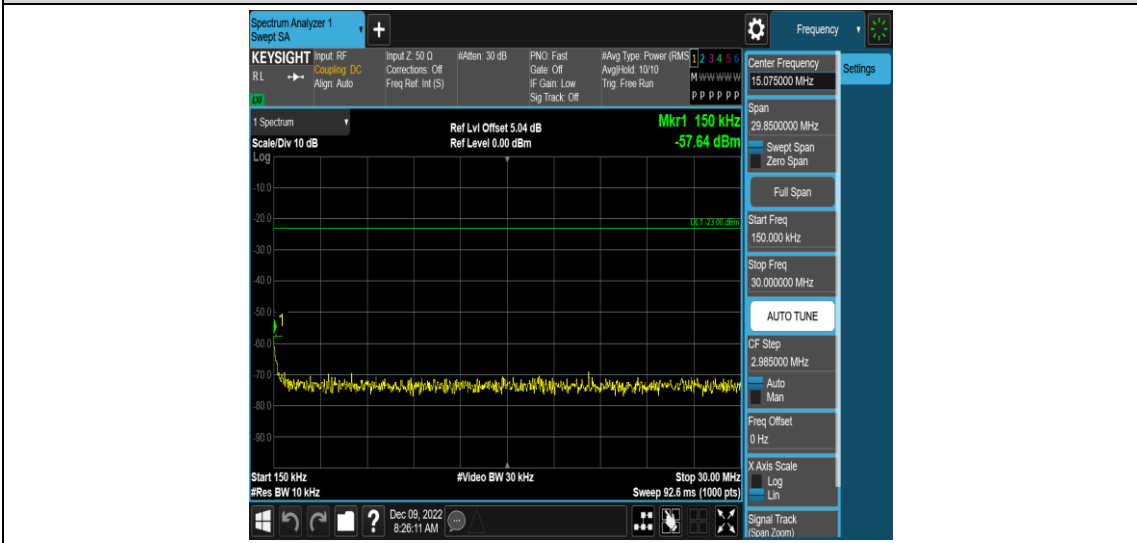 Spectrum Analyzer 1
Swept SA
+
Frequency
KEYSIGHT
RL
LXI
Input: RF
Coupling: DC
Align: Auto
Input Z: 50 Ω
Corrections: Off
Freq Ref: Int (S)
#Atten: 30 dB
PNO: Fast
Gate: Off
IF Gain: Low
Sig Track: Off
#Avg Type: Power (RMS
Avg|Hold: 10/10
Trig: Free Run
1 2 3 4 5 6
M W W W W W
P P P P P P
1 Spectrum
Scale/Div 10 dB
Log
Ref Lvl Offset 5.04 dB
Ref Level 0.00 dBm
Mkr1 150 kHz
-57.64 dBm
-10.0
-20.0
DL1 -23.00 dBm
-30.0
-40.0
-50.0
1
-60.0
-70.0
-80.0
-90.0
Start 150 kHz
#Res BW 10 kHz
#Video BW 30 kHz
Stop 30.00 MHz
Sweep 92.6 ms (1000 pts)
?
Dec 09, 2022
8:26:11 AM
Center Frequency
15.075000 MHz
Settings
Span
29.8500000 MHz
Swept Span
Zero Span
Full Span
Start Freq
150.000 kHz
Stop Freq
30.000000 MHz
AUTO TUNE
CF Step
2.985000 MHz
Auto
Man
Freq Offset
0 Hz
X Axis Scale
Log
Lin
Signal Track
(Span Zoom)